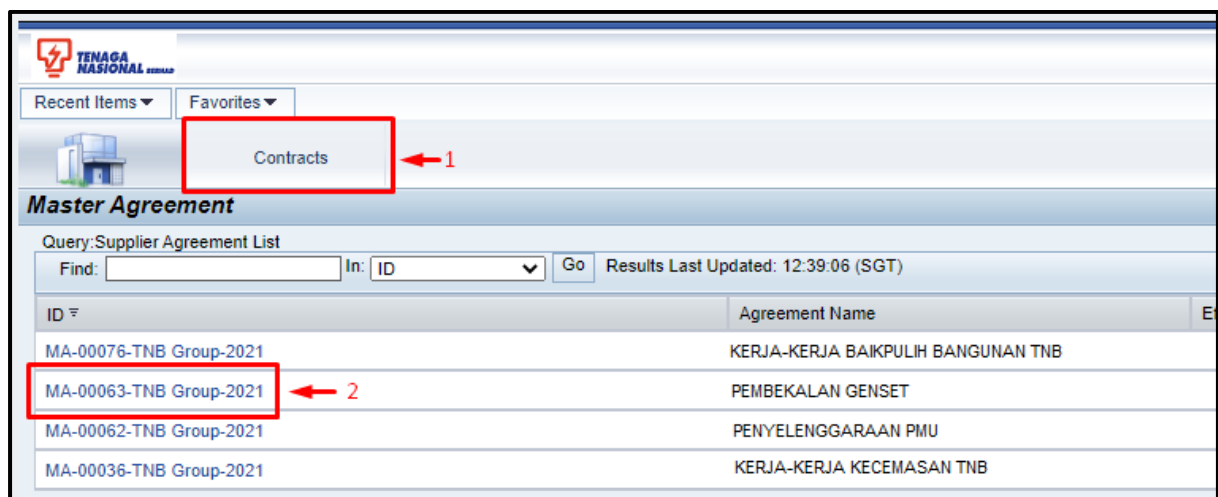 TENAGA
NASIONAL BERHAD
Recent Items Favorites
Contracts 1
Master Agreement
Query:Supplier Agreement List
Find: In: ID Go Results Last Updated: 12:39:06 (SGT)
ID Agreement Name
MA-00076-TNB Group-2021 KERJA-KERJA BAIKPULIH BANGUNAN TNB
MA-00063-TNB Group-2021 2 PEMBEKALAN GENSET
MA-00062-TNB Group-2021 PENYELENGGARAAN PMU
MA-00036-TNB Group-2021 KERJA-KERJA KECEMASAN TNB